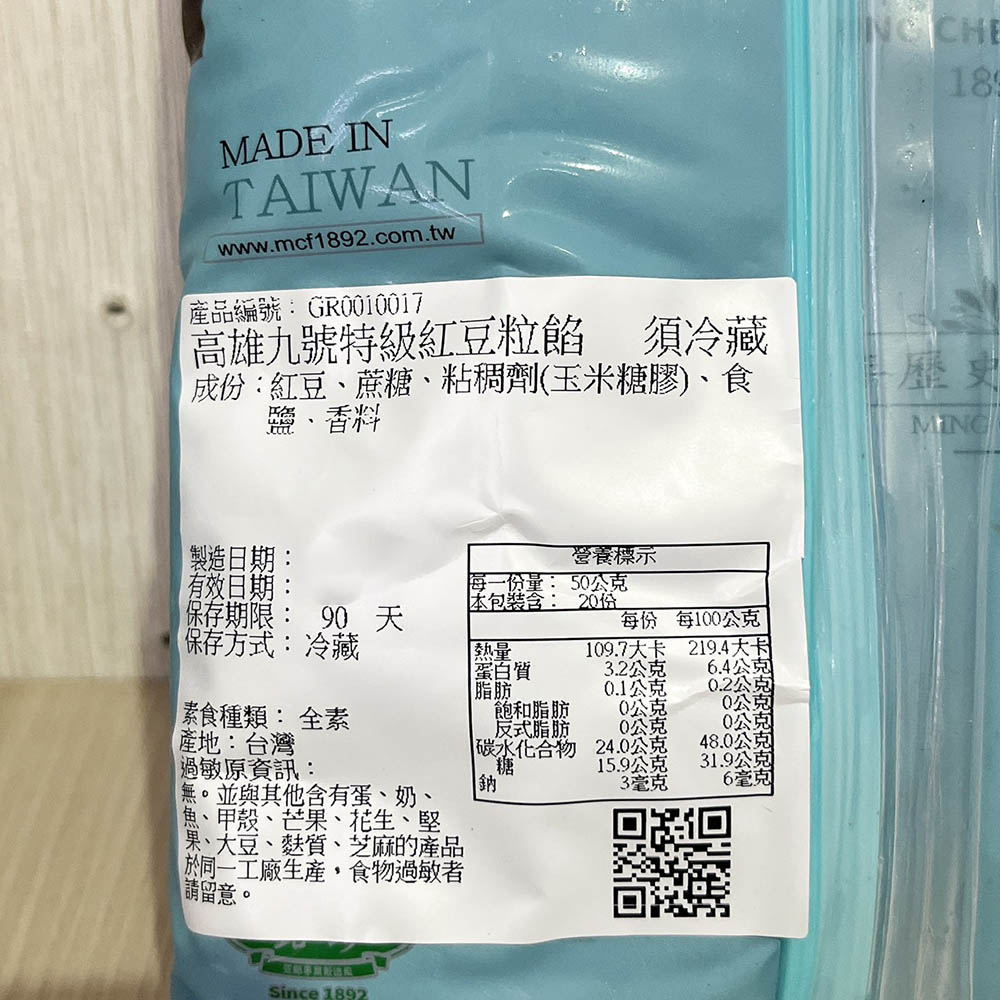 MADE IN
TAIWAN
www.mcf1892.com.tw
產品編號：GR0010017
高雄九號特級紅豆粒餡 須冷藏
成份：紅豆、蔗糖、粘稠劑(玉米糖膠)、食
鹽、香料
製造日期：
有效日期：
保存期限： 90 天
保存方式：冷藏
素食種類： 全素
產地：台灣
過敏原資訊：
無。並與其他含有蛋、奶、
魚、甲殼、芒果、花生、堅
果、大豆、麩質、芝麻的產品
於同一工廠生產，食物過敏者
請留意。
營養標示
每一份量： 50公克
本包裝含： 20份
每份 每100公克
熱量 109.7大卡 219.4大卡
蛋白質 3.2公克 6.4公克
脂肪 0.1公克 0.2公克
飽和脂肪 0公克 0公克
反式脂肪 0公克 0公克
碳水化合物 24.0公克 48.0公克
糖 15.9公克 31.9公克
鈉 3毫克 6毫克
Since 1892
歷史
MING